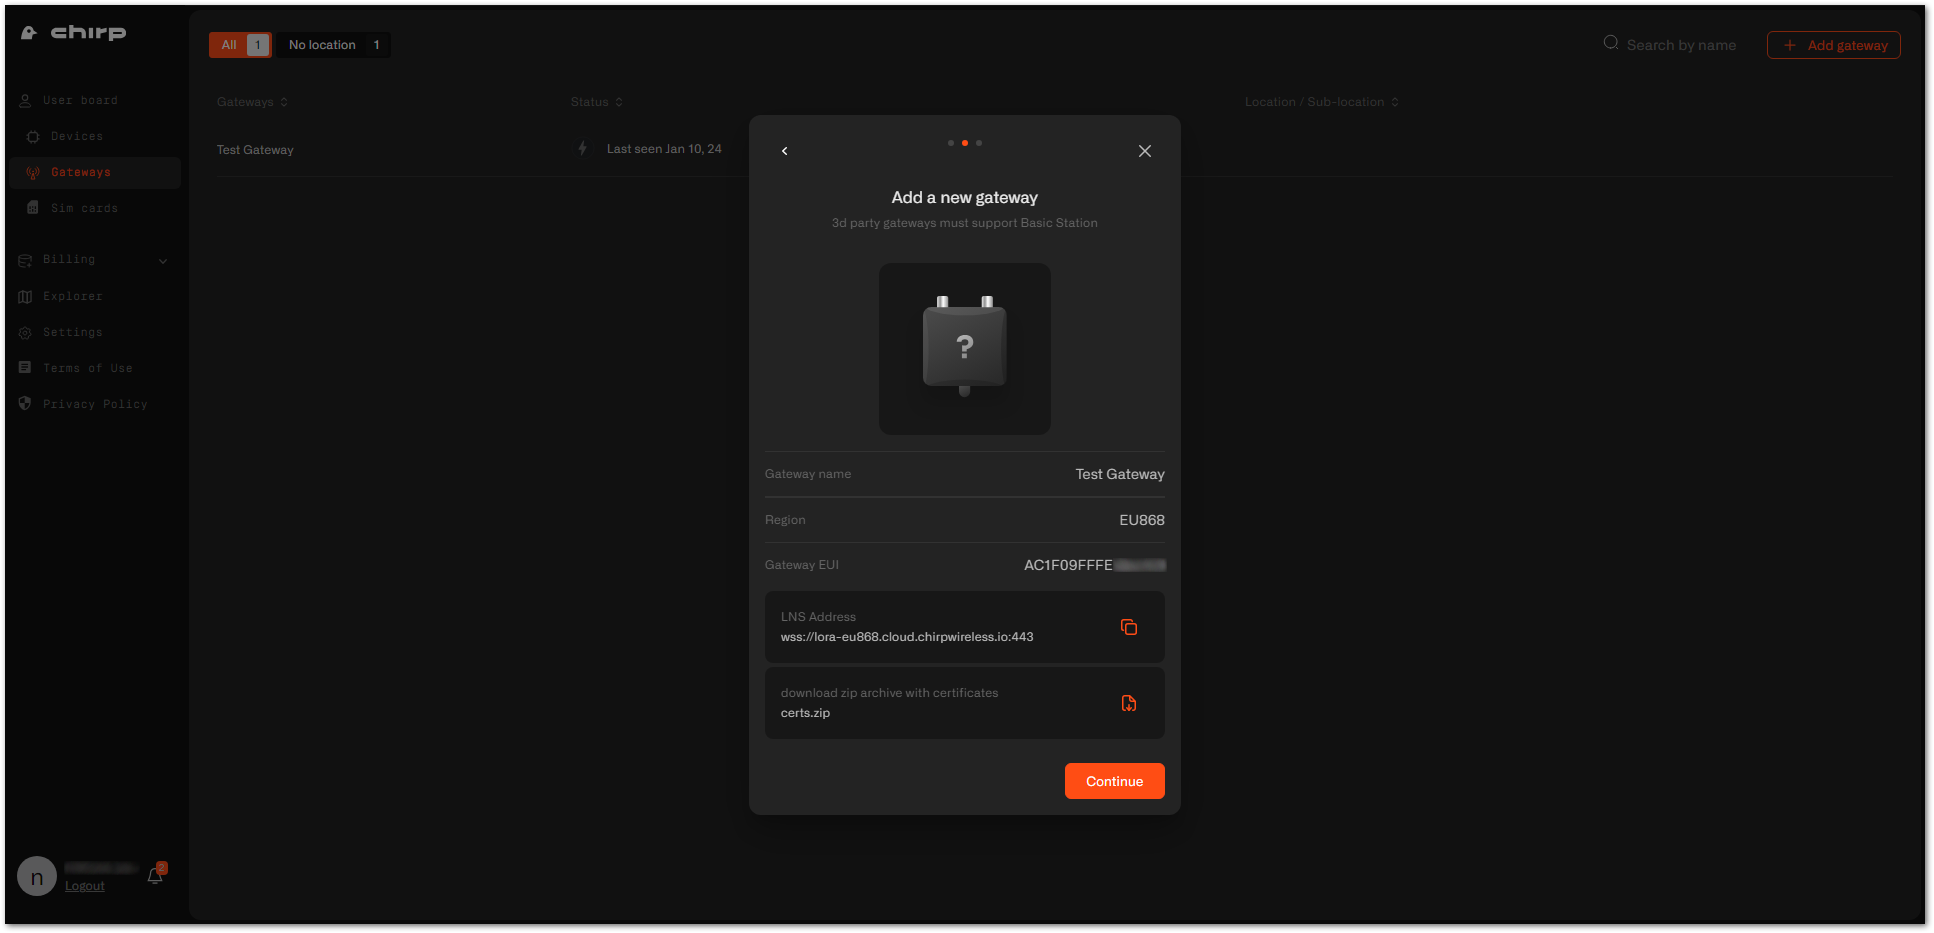 chirp
User board
Devices
Gateways
Sim cards
Billing
Explorer
Settings
Terms of Use
Privacy Policy
n
Logout
2
All 1
No location 1
Search by name
+ Add gateway
Gateways
Status
Location / Sub-location
Test Gateway
Last seen Jan 10, 24
Add a new gateway
3d party gateways must support Basic Station
?
Gateway name
Test Gateway
Region
EU868
Gateway EUI
AC1F09FFFE
LNS Address
wss://lora-eu868.cloud.chirpwireless.io:443
download zip archive with certificates
certs.zip
Continue